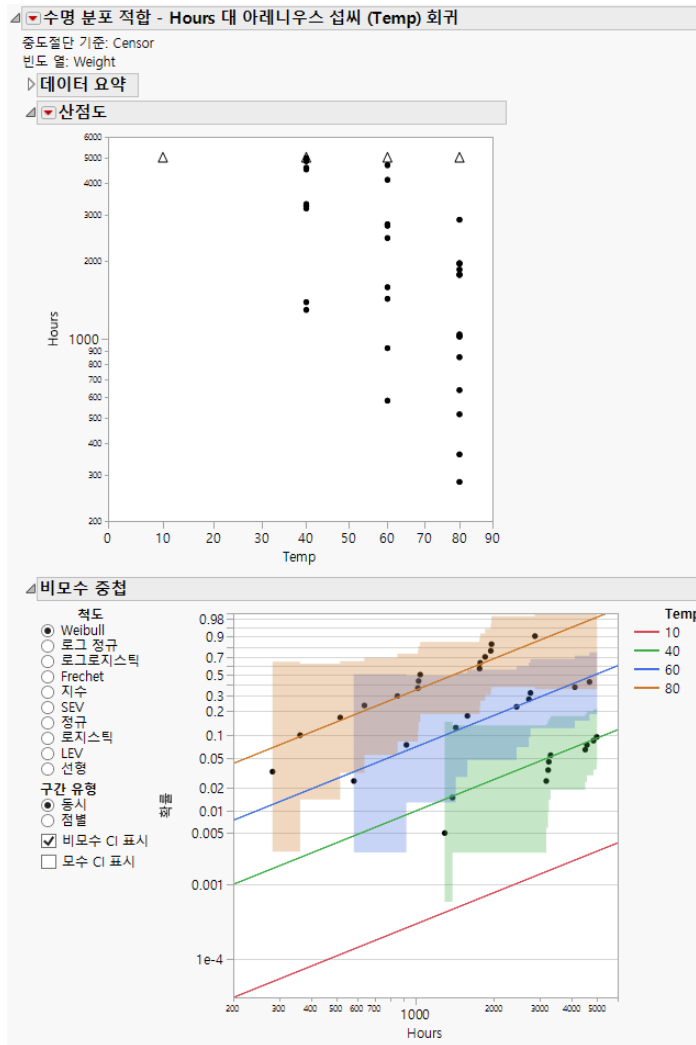 수명 분포 적합 - Hours 대 아레니우스 섭씨 (Temp) 회귀
중도절단 기준: Censor
빈도 열: Weight
데이터 요약
산점도
6000
5000
4000
3000
2000
1000
900
800
700
600
500
400
300
200
Hours
0 10 20 30 40 50 60 70 80 90
Temp
비모수 중첩
척도
Weibull
로그 정규
로그로지스틱
Frechet
지수
SEV
정규
로지스틱
LEV
선형
구간 유형
동시
점별
비모수 CI 표시
모수 CI 표시
확률
0.98
0.9
0.7
0.5
0.3
0.2
0.1
0.05
0.02
0.01
0.005
0.001
1e-4
200 300 400 500 600 700 1000 2000 3000 4000 5000
Hours
Temp
10
40
60
80